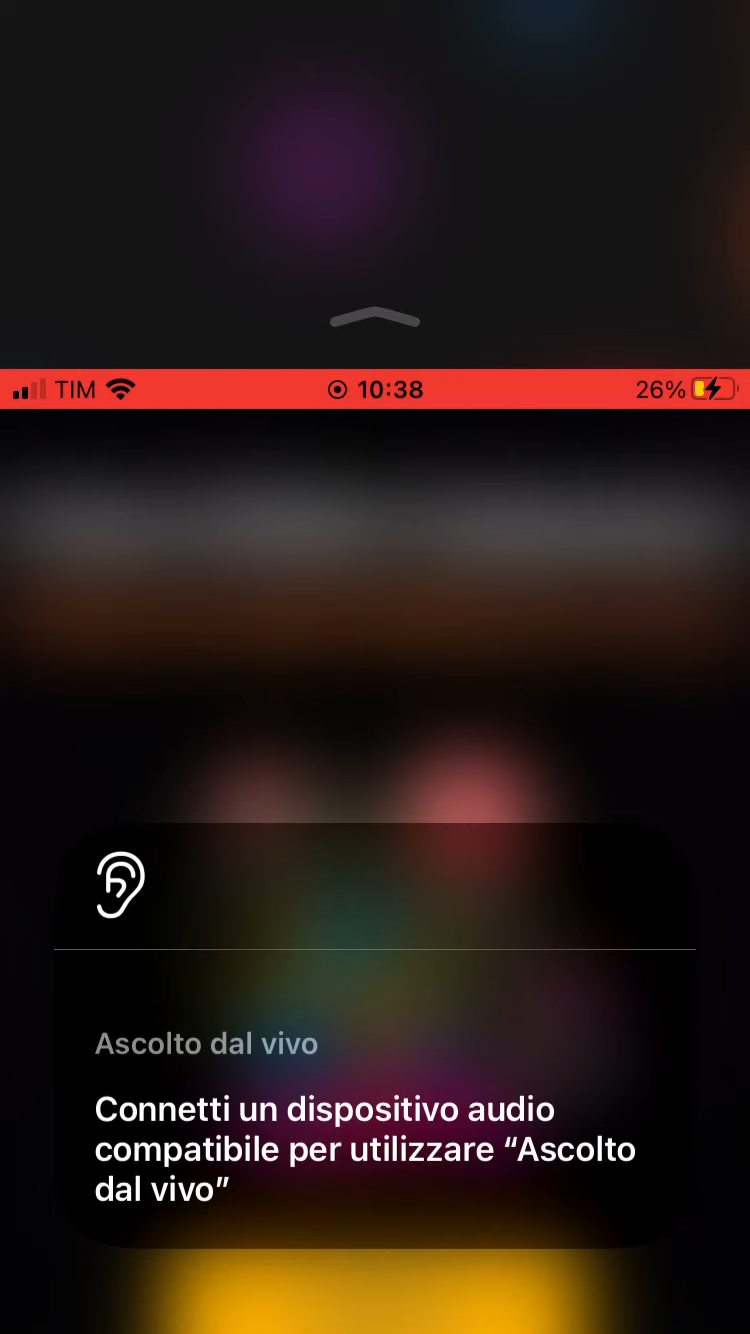 TIM 10:38 26%
Ascolto dal vivo
Connetti un dispositivo audio
compatibile per utilizzare “Ascolto
dal vivo”